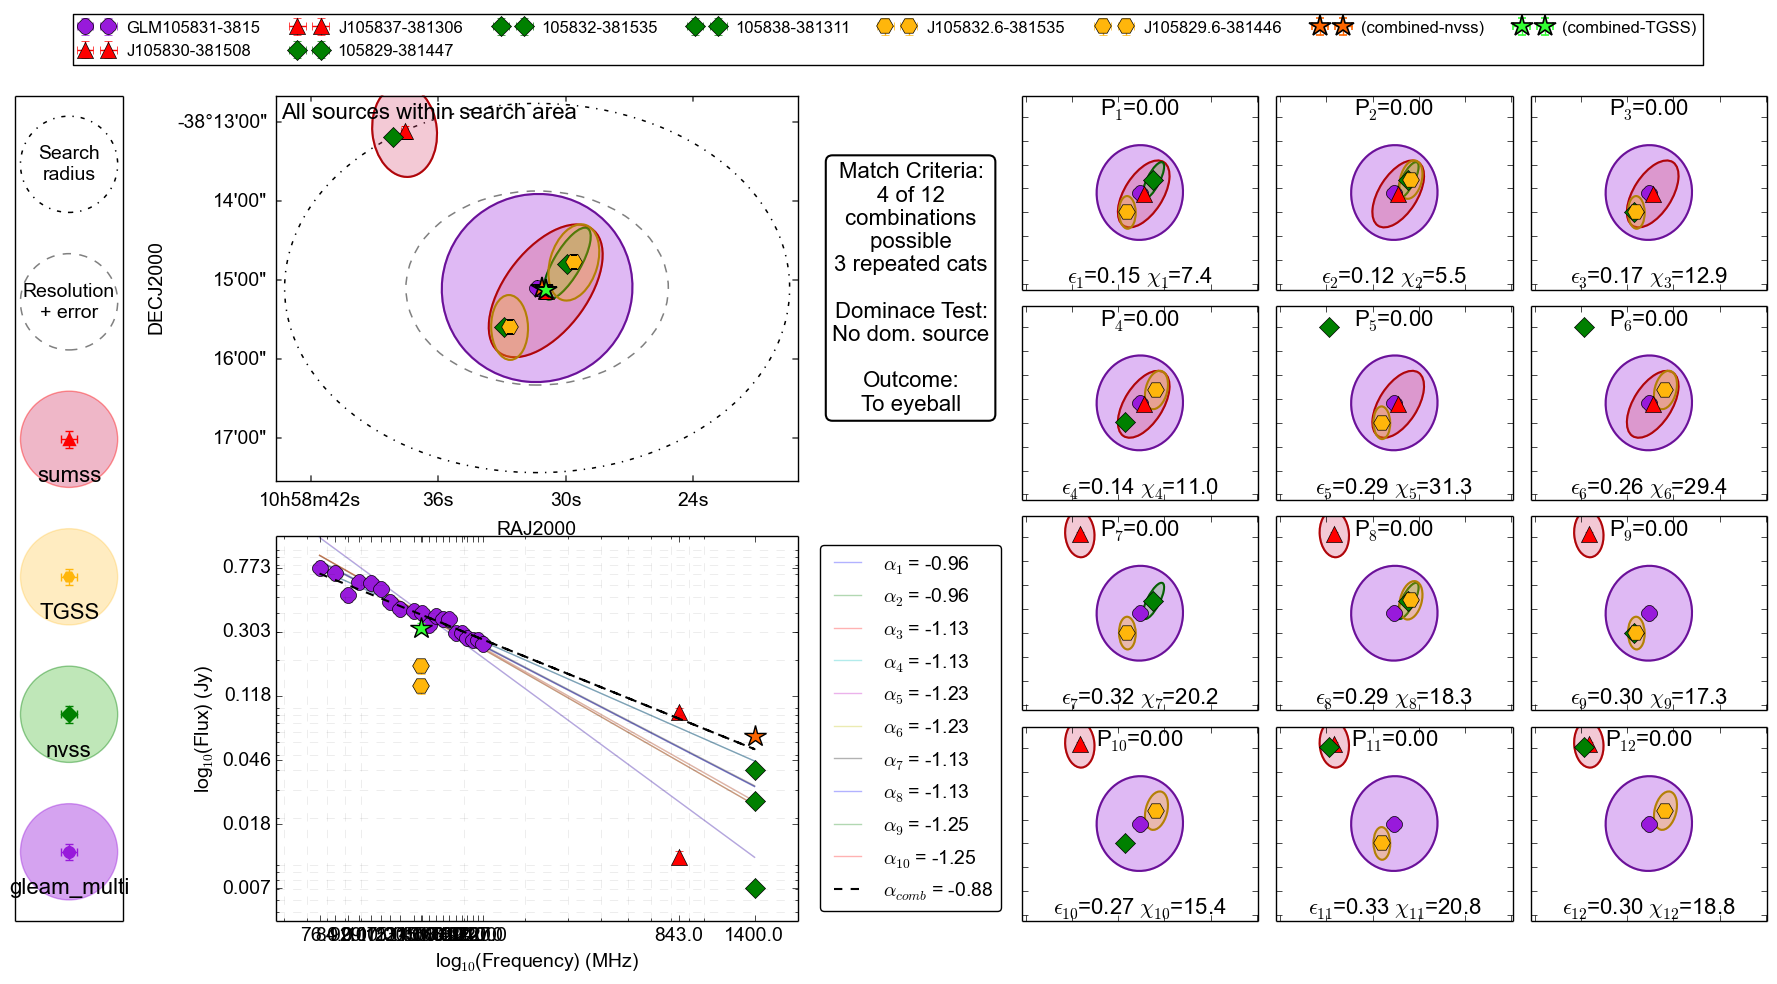 GLM105831-3815
J105837-381306
105832-381535
105838-381311
J105832.6-381535
J105829.6-381446
(combined-nvss)
(combined-TGSS)
J105830-381508
105829-381447
Search
radius
Resolution
+ error
sumss
TGSS
nvss
gleam_multi
All sources within search area
DECJ2000
-38°13'00"
14'00"
15'00"
16'00"
17'00"
10h58m42s
36s
30s
24s
RAJ2000
Match Criteria:
4 of 12
combinations
possible
3 repeated cats
Dominace Test:
No dom. source
Outcome:
To eyeball
log₁₀(Flux) (Jy)
0.773
0.303
0.118
0.046
0.018
0.007
843.0
1400.0
log₁₀(Frequency) (MHz)
α₁ = -0.96
α₂ = -0.96
α₃ = -1.13
α₄ = -1.13
α₅ = -1.23
α₆ = -1.23
α₇ = -1.13
α₈ = -1.13
α₉ = -1.25
α₁₀ = -1.25
α_comb = -0.88
P₁=0.00
ϵ₁=0.15 χ₁=7.4
P₂=0.00
ϵ₂=0.12 χ₂=5.5
P₃=0.00
ϵ₃=0.17 χ₃=12.9
P₄=0.00
ϵ₄=0.14 χ₄=11.0
P₅=0.00
ϵ₅=0.29 χ₅=31.3
P₆=0.00
ϵ₆=0.26 χ₆=29.4
P₇=0.00
ϵ₇=0.32 χ₇=20.2
P₈=0.00
ϵ₈=0.29 χ₈=18.3
P₉=0.00
ϵ₉=0.30 χ₉=17.3
P₁₀=0.00
ϵ₁₀=0.27 χ₁₀=15.4
P₁₁=0.00
ϵ₁₁=0.33 χ₁₁=20.8
P₁₂=0.00
ϵ₁₂=0.30 χ₁₂=18.8